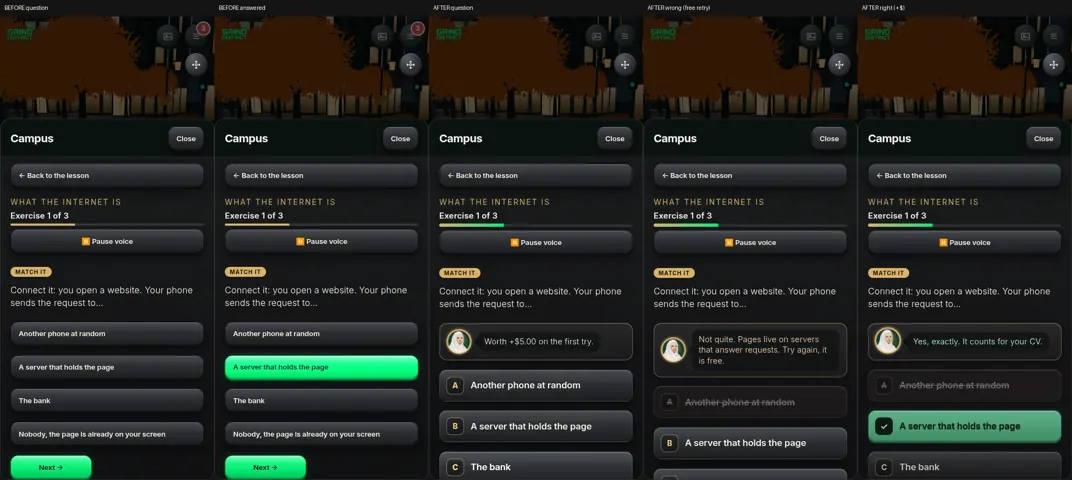 BEFORE question
GRIND
DISTRICT
3
Campus
Close
← Back to the lesson
WHAT THE INTERNET IS
Exercise 1 of 3
Pause voice
MATCH IT
Connect it: you open a website. Your phone
sends the request to...
Another phone at random
A server that holds the page
The bank
Nobody, the page is already on your screen
Next →
BEFORE answered
GRIND
DISTRICT
3
Campus
Close
← Back to the lesson
WHAT THE INTERNET IS
Exercise 1 of 3
Pause voice
MATCH IT
Connect it: you open a website. Your phone
sends the request to...
Another phone at random
A server that holds the page
The bank
Nobody, the page is already on your screen
Next →
AFTER question
GRIND
DISTRICT
Campus
Close
← Back to the lesson
WHAT THE INTERNET IS
Exercise 1 of 3
Pause voice
MATCH IT
Connect it: you open a website. Your phone
sends the request to...
Worth +$5.00 on the first try.
A Another phone at random
B A server that holds the page
C The bank
AFTER wrong (free retry)
GRIND
DISTRICT
Campus
Close
← Back to the lesson
WHAT THE INTERNET IS
Exercise 1 of 3
Pause voice
MATCH IT
Connect it: you open a website. Your phone
sends the request to...
Not quite. Pages live on servers
that answer requests. Try again, it
is free.
A Another phone at random
B A server that holds the page
AFTER right (+$)
GRIND
DISTRICT
Campus
Close
← Back to the lesson
WHAT THE INTERNET IS
Exercise 1 of 3
Pause voice
MATCH IT
Connect it: you open a website. Your phone
sends the request to...
Yes, exactly. It counts for your CV.
A Another phone at random
✓ A server that holds the page
C The bank